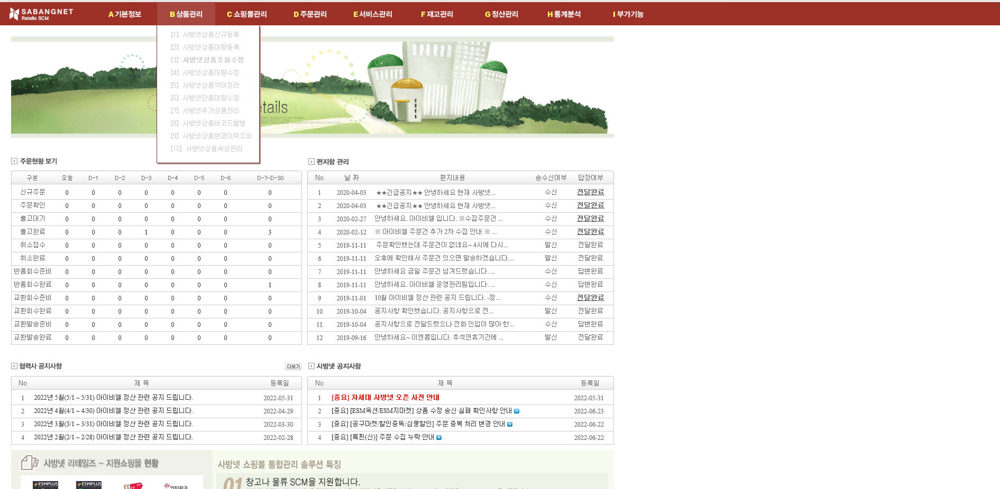 SABANGNET
Retails SCM
A 기본정보 B 상품관리 C 쇼핑몰관리 D 주문관리 E 서비스관리 F 재고관리 G 정산관리 H 통계분석 I 부가기능
[1] 사방넷상품신규등록
[2] 사방넷상품대량등록
[3] 사방넷상품조회수정
[4] 사방넷상품대량수정
[5] 사방넷상품약어정리
[6] 사방넷단품대량수정
[7] 사방넷추가상품관리
[8] 사방넷상품바코드발행
[9] 사방넷상품변경이력조회
[10] 사방넷상품속성관리
etails
주문현황 보기
구분 오늘 D-1 D-2 D-3 D-4 D-5 D-6 D-7~D-30
신규주문 0 0 0 0 0 0 0 0
주문확인 0 0 0 0 0 0 0 0
출고대기 0 0 0 0 0 0 0 0
출고완료 0 0 0 1 0 0 0 3
취소접수 0 0 0 0 0 0 0 0
취소완료 0 0 0 0 0 0 0 0
반품회수준비 0 0 0 0 0 0 0 0
반품회수완료 0 0 0 0 0 0 0 1
교환회수준비 0 0 0 0 0 0 0 0
교환회수완료 0 0 0 0 0 0 0 0
교환발송준비 0 0 0 0 0 0 0 0
교환발송완료 0 0 0 0 0 0 0 0
편지함 관리
No 날 짜 편지내용 송수신여부 답장여부
1 2020-04-03 ★★긴급공지★★ 안녕하세요 현재 사방넷... 수신 전달완료
2 2020-04-03 ★★긴급공지★★ 안녕하세요 현재 사방넷... 수신 전달완료
3 2020-02-27 안녕하세요. 아이비엘 입니다. ※수집주문건 ... 수신 전달완료
4 2020-02-12 ※ 아이비엘 주문건 추가 2차 수집 안내 ※ ... 수신 전달완료
5 2019-11-11 주문확인했는데 주문건이 없네요~ 4시에 다시... 발신 전달완료
6 2019-11-11 오후에 확인해서 주문건 있으면 발송하겠습니다.... 발신 전달완료
7 2019-11-11 안녕하세요 금일 주문건 넘겨드렸습니다. ... 수신 답변완료
8 2019-11-11 안녕하세요. 아이비엘 운영관리팀입니다. ... 수신 답변완료
9 2019-11-01 10월 아이비엘 정산 관련 공지 드립니다. -정... 수신 전달완료
10 2019-10-04 공지사항 확인했습니다. 공지사항으로 전... 발신 전달완료
11 2019-10-04 공지사항으로 전달드렸으나 전화 인입이 많아 한... 수신 답변완료
12 2019-09-16 안녕하세요~ 이엔콤입니다. 추석연휴기간에 ... 발신 전달완료
협력사 공지사항 더보기
No 제 목 등록일
1 2022년 5월(5/1 ~ 5/31) 아이비엘 정산 관련 공지 드립니다. 2022-05-31
2 2022년 4월(4/1 ~ 4/30) 아이비엘 정산 관련 공지 드립니다. 2022-04-29
3 2022년 3월(3/1 ~ 3/31) 아이비엘 정산 관련 공지 드립니다. 2022-03-30
4 2022년 2월(2/1 ~ 2/28) 아이비엘 정산 관련 공지 드립니다. 2022-02-28
사방넷 공지사항
No 제 목 등록일
1 [중요] 차세대 사방넷 오픈 사전 안내 2022-05-31
2 [중요] [ESM옥션/ESM지마켓] 상품 수정 송신 실패 확인사항 안내 N 2022-06-23
3 [중요] [공구마켓/할인중독/심쿵할인] 주문 중복 처리 변경 안내 N 2022-06-22
4 [중요] [룩핀(신)] 주문 수집 누락 안내 N 2022-06-22
사방넷 리테일즈 - 지원쇼핑몰 현황
ESMPLUS ESMPLUS 인터파크
사방넷 쇼핑몰 통합관리 솔루션 특징
01 창고나 물류 SCM을 지원합니다.